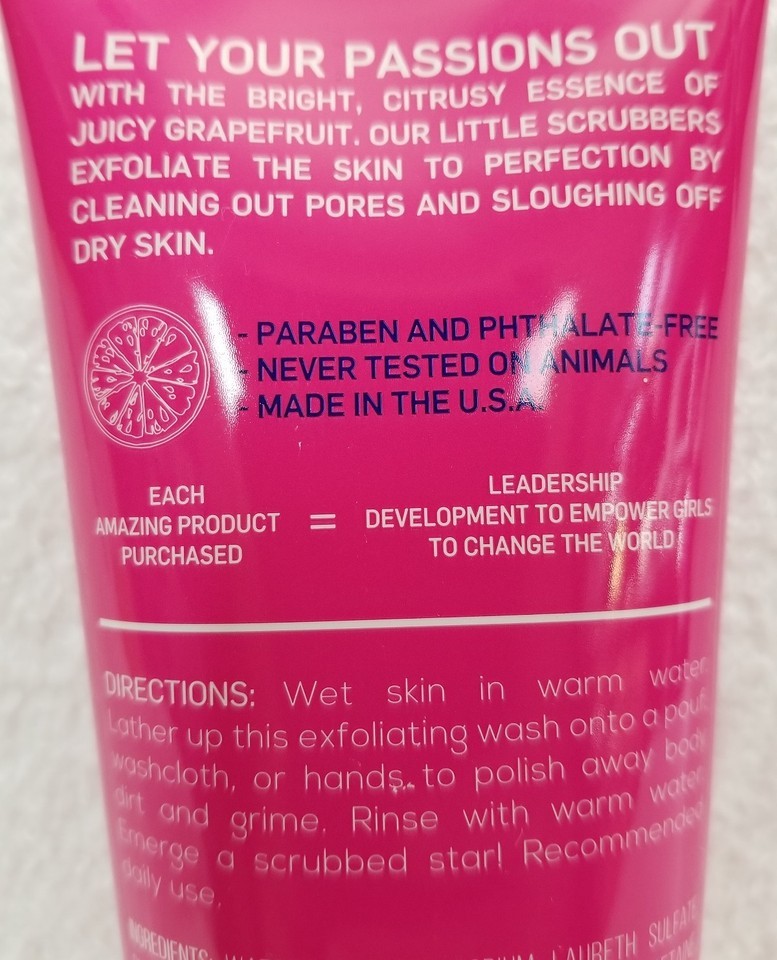 LET YOUR PASSIONS OUT
WITH THE BRIGHT, CITRUSY ESSENCE OF
JUICY GRAPEFRUIT. OUR LITTLE SCRUBBERS
EXFOLIATE THE SKIN TO PERFECTION BY
CLEANING OUT PORES AND SLOUGHING OFF
DRY SKIN.
- PARABEN AND PHTHALATE-FREE
- NEVER TESTED ON ANIMALS
- MADE IN THE U.S.A.
EACH
AMAZING PRODUCT
PURCHASED
=
LEADERSHIP
DEVELOPMENT TO EMPOWER GIRLS
TO CHANGE THE WORLD
DIRECTIONS: Wet skin in warm water.
Lather up this exfoliating wash onto a pouf,
washcloth, or hands, to polish away body
dirt and grime. Rinse with warm water.
Emerge a scrubbed star! Recommended
daily use.
INGREDIENTS: LAURETH SULFATE,